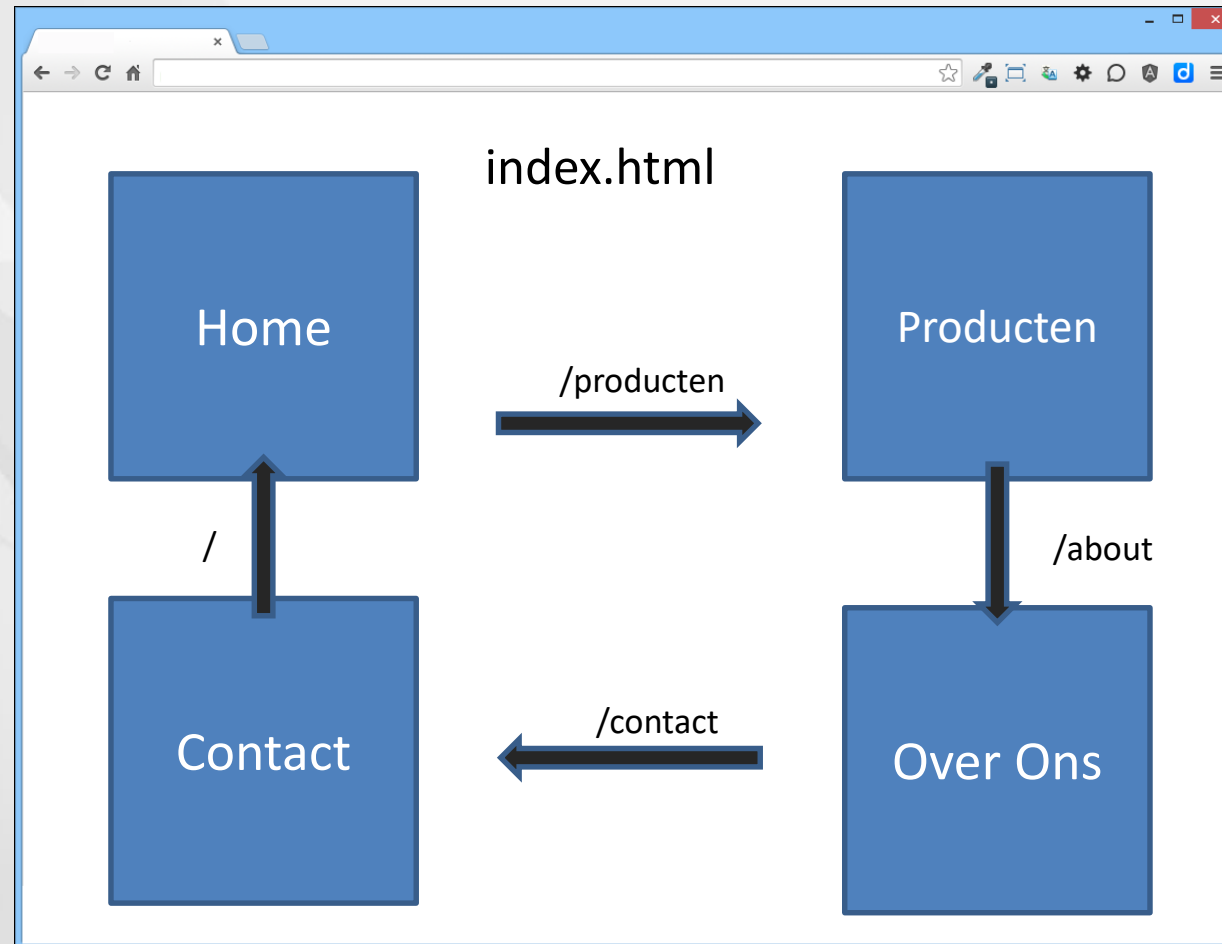 index.html
Home
Producten
/producten
/
/about
Contact
/contact
Over Ons